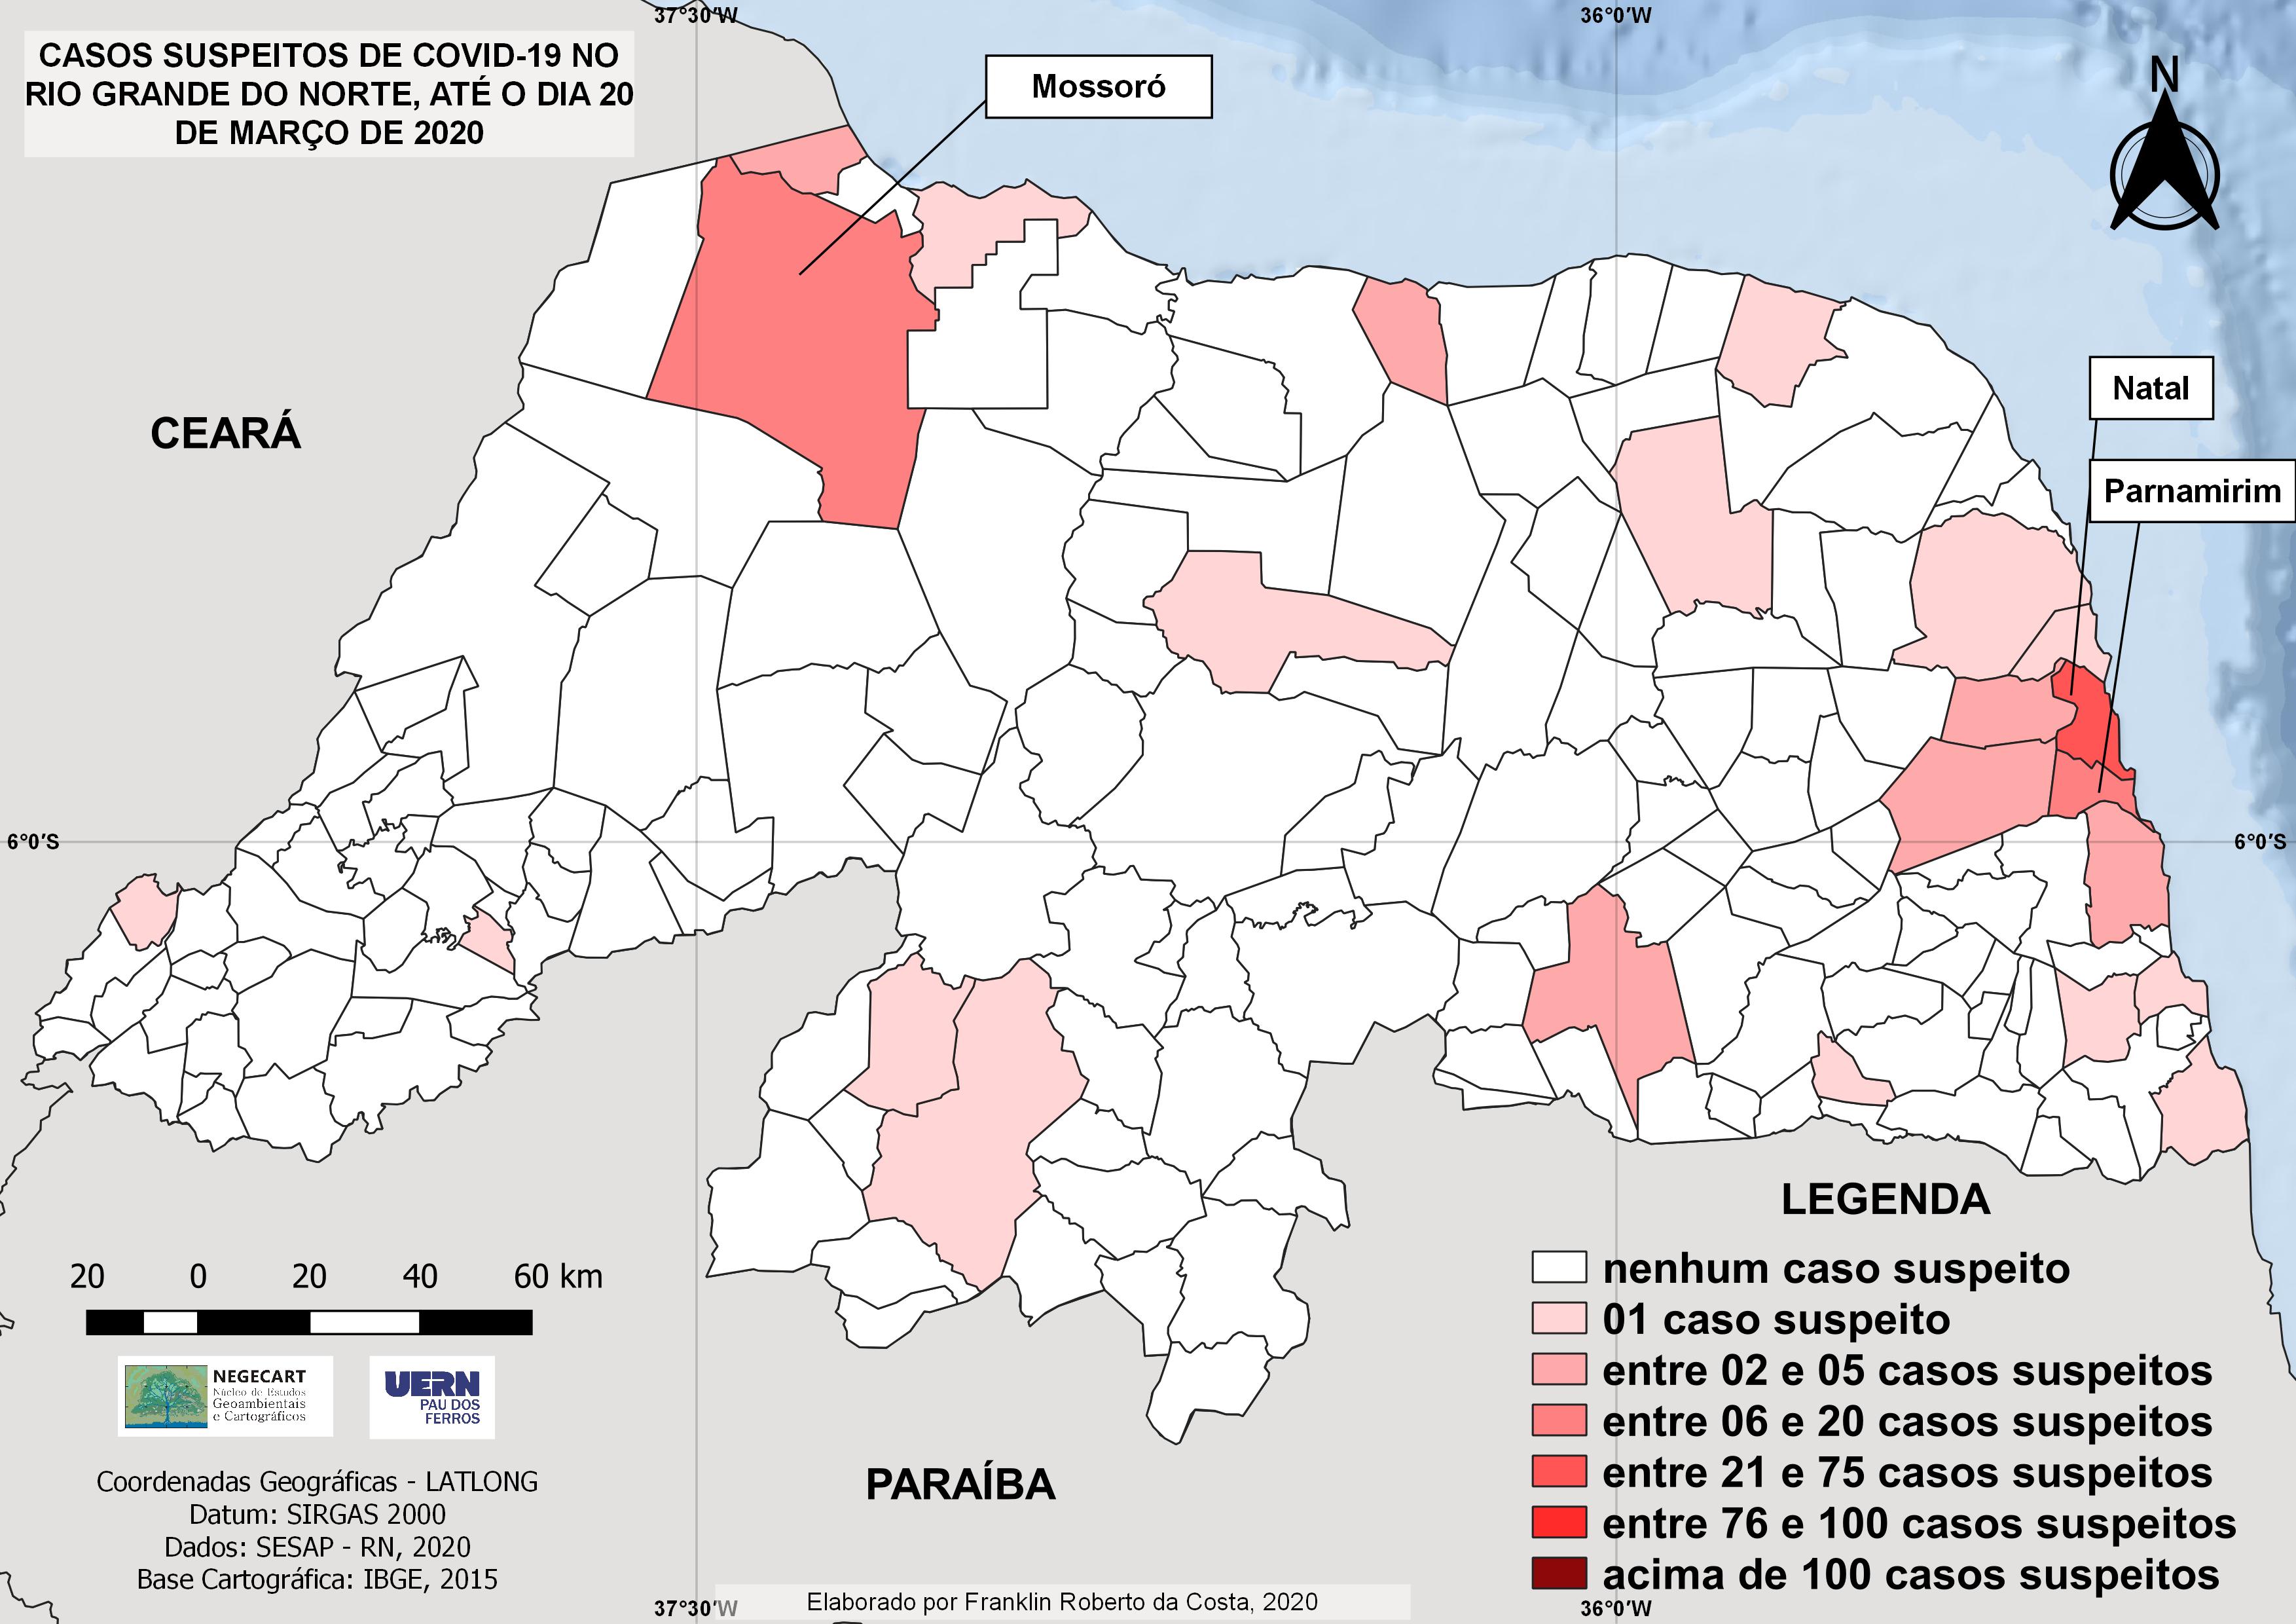 37°30'W
36°0'W
CASOS SUSPEITOS DE COVID-19 NO
RIO GRANDE DO NORTE, ATÉ O DIA 20
DE MARÇO DE 2020
Mossoró
N
Natal
Parnamirim
CEARÁ
6°0'S
6°0'S
LEGENDA
nenhum caso suspeito
01 caso suspeito
entre 02 e 05 casos suspeitos
entre 06 e 20 casos suspeitos
entre 21 e 75 casos suspeitos
entre 76 e 100 casos suspeitos
acima de 100 casos suspeitos
20 0 20 40 60 km
NEGECART
Núcleo de Estudos
Geoambientais
e Cartográficos
UERN
PAU DOS
FERROS
PARAÍBA
Coordenadas Geográficas - LATLONG
Datum: SIRGAS 2000
Dados: SESAP - RN, 2020
Base Cartográfica: IBGE, 2015
Elaborado por Franklin Roberto da Costa, 2020
37°30'W
36°0'W